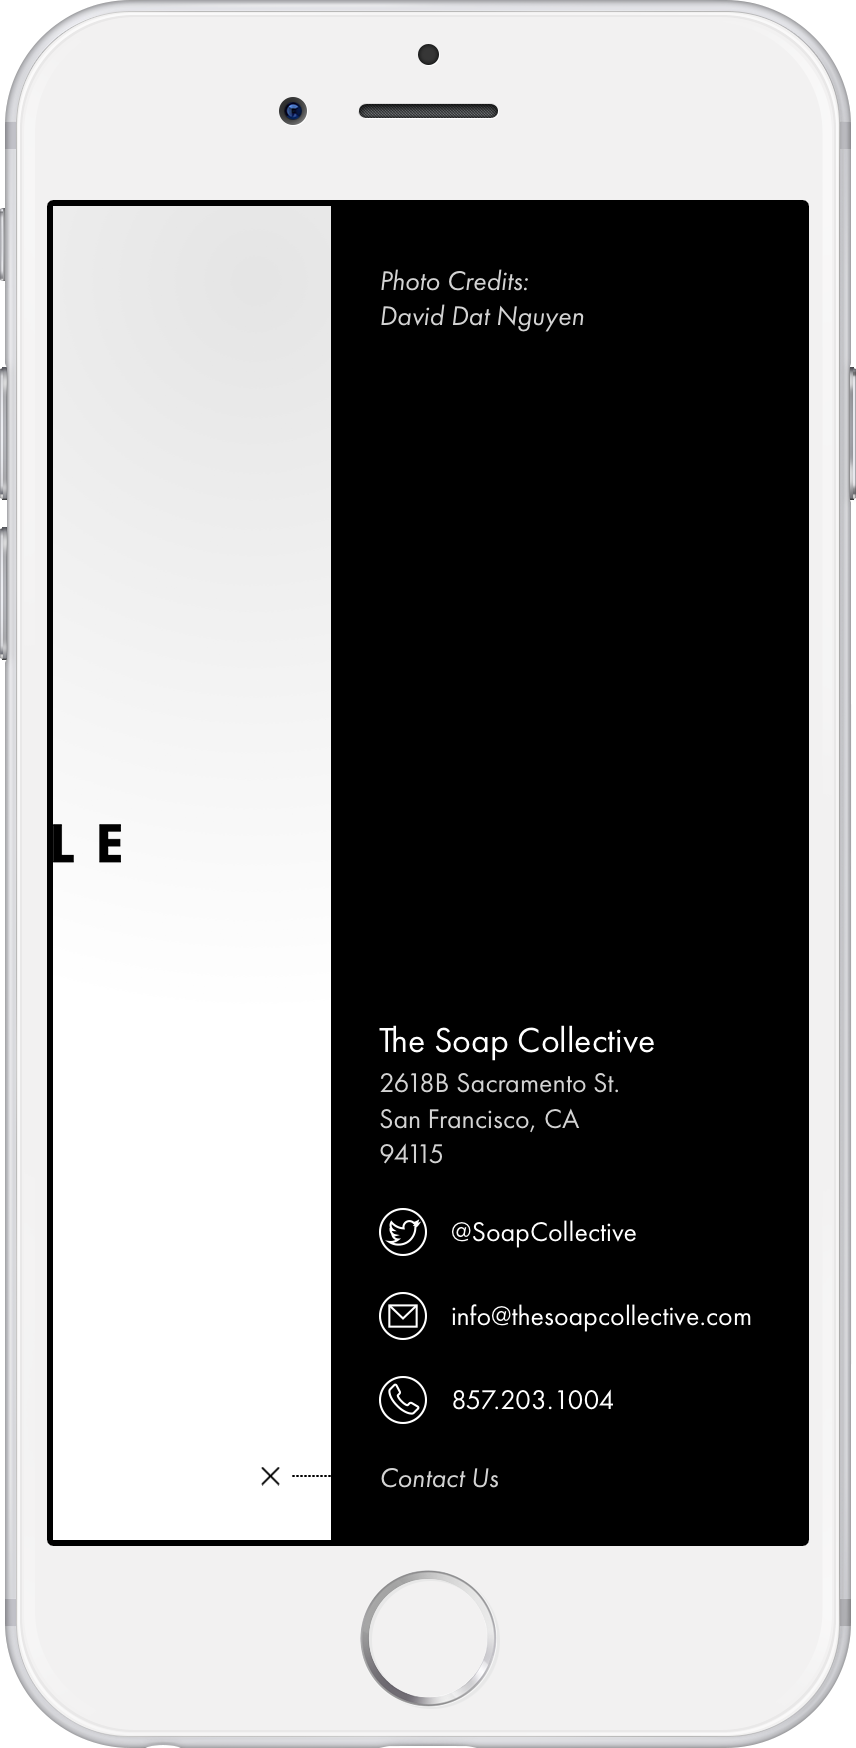 Photo Credits:
David Dat Nguyen
LE
The Soap Collective
2618B Sacramento St.
San Francisco, CA
94115
@SoapCollective
info@thesoapcollective.com
857.203.1004
Contact Us